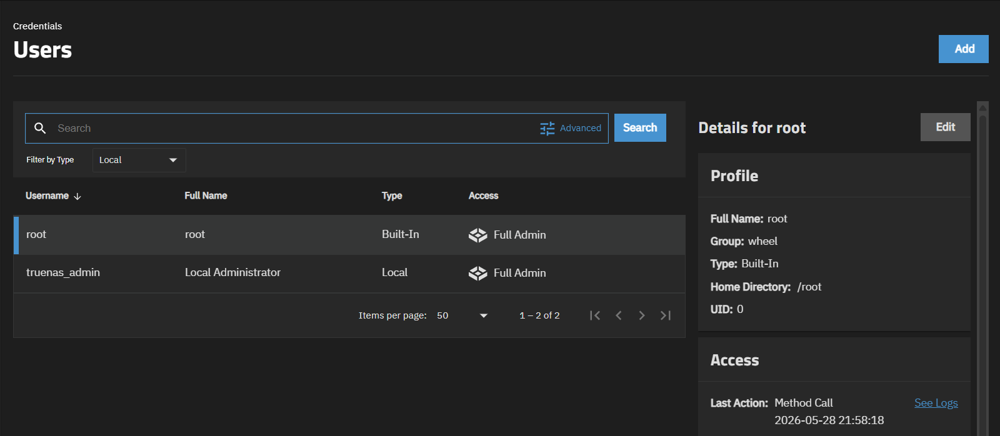 Credentials
Users
Add
Search
Advanced
Search
Filter by Type
Local
Username Full Name Type Access
root root Built-In Full Admin
truenas_admin Local Administrator Local Full Admin
Items per page: 50 1 – 2 of 2
Details for root
Edit
Profile
Full Name: root
Group: wheel
Type: Built-In
Home Directory: /root
UID: 0
Access
Last Action: Method Call See Logs
2026-05-28 21:58:18